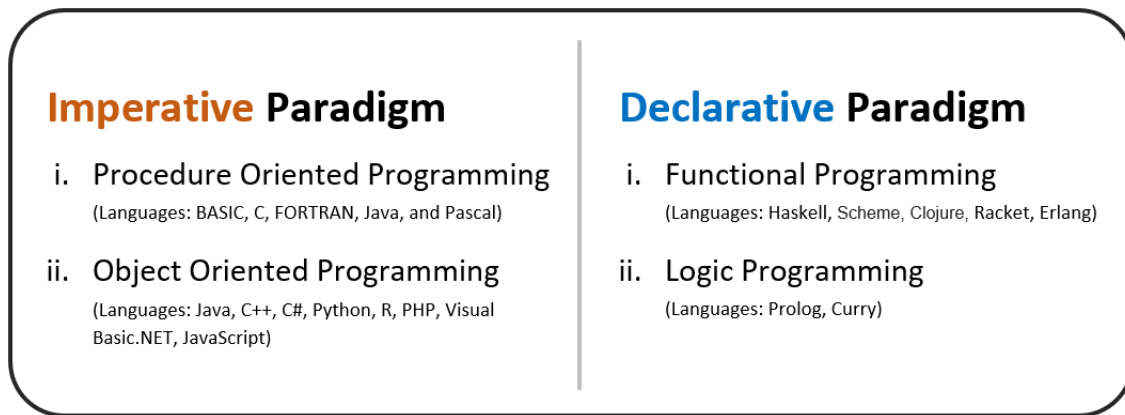 Imperative Paradigm
i. Procedure Oriented Programming
(Languages: BASIC, C, FORTRAN, Java, and Pascal)
ii. Object Oriented Programming
(Languages: Java, C++, C#, Python, R, PHP, Visual
Basic.NET, JavaScript)
Declarative Paradigm
i. Functional Programming
(Languages: Haskell, Scheme, Clojure, Racket, Erlang)
ii. Logic Programming
(Languages: Prolog, Curry)